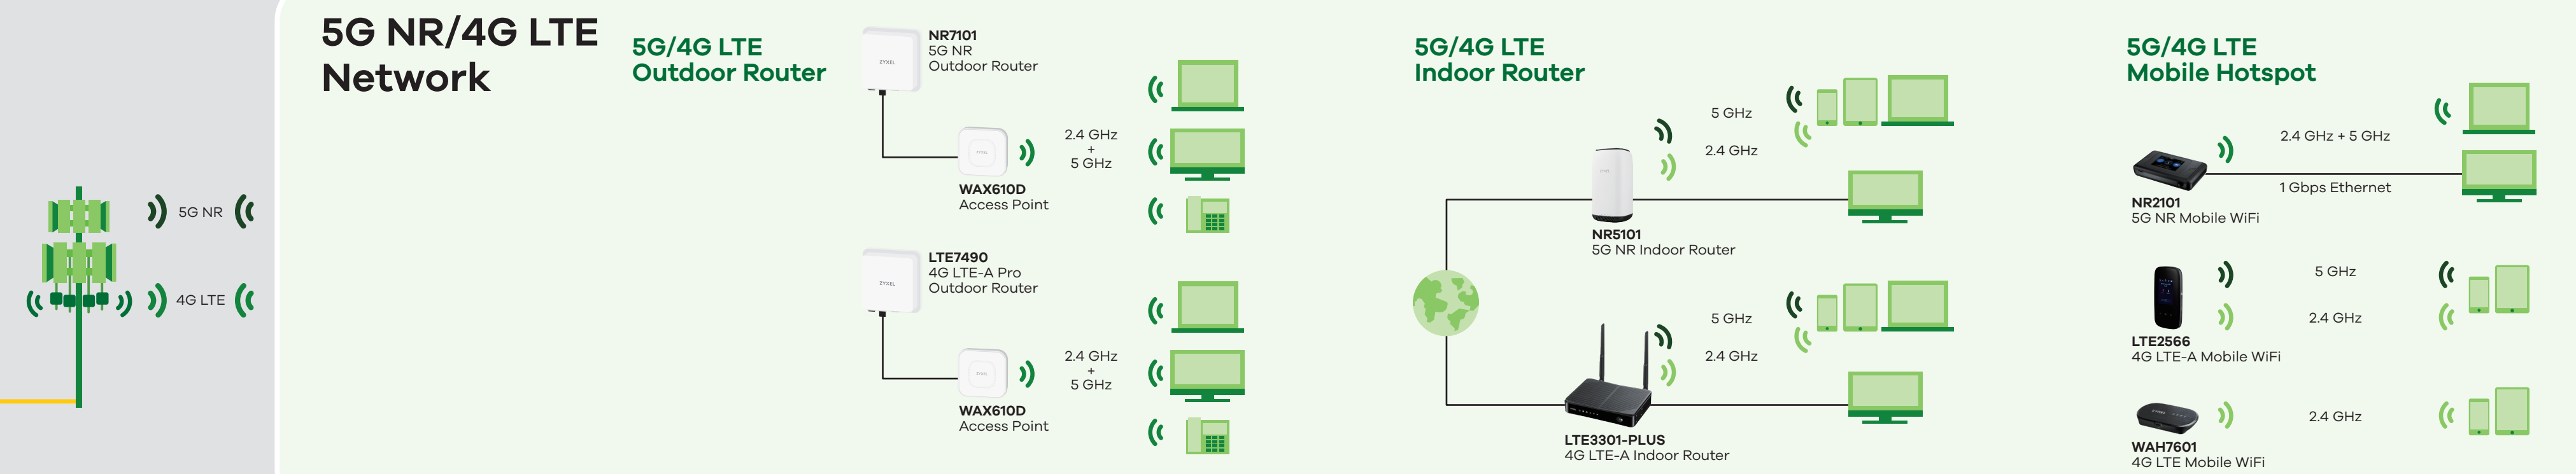 5G NR
4G LTE
5G NR/4G LTE
Network
5G/4G LTE
Outdoor Router
ZYXEL
NR7101
5G NR
Outdoor Router
WAX610D
Access Point
2.4 GHz
+
5 GHz
ZYXEL
LTE7490
4G LTE-A Pro
Outdoor Router
WAX610D
Access Point
2.4 GHz
+
5 GHz
5G/4G LTE
Indoor Router
5 GHz
2.4 GHz
NR5101
5G NR Indoor Router
5 GHz
2.4 GHz
LTE3301-PLUS
4G LTE-A Indoor Router
5G/4G LTE
Mobile Hotspot
2.4 GHz + 5 GHz
1 Gbps Ethernet
NR2101
5G NR Mobile WiFi
5 GHz
2.4 GHz
LTE2566
4G LTE-A Mobile WiFi
ZYXEL
2.4 GHz
WAH7601
4G LTE Mobile WiFi